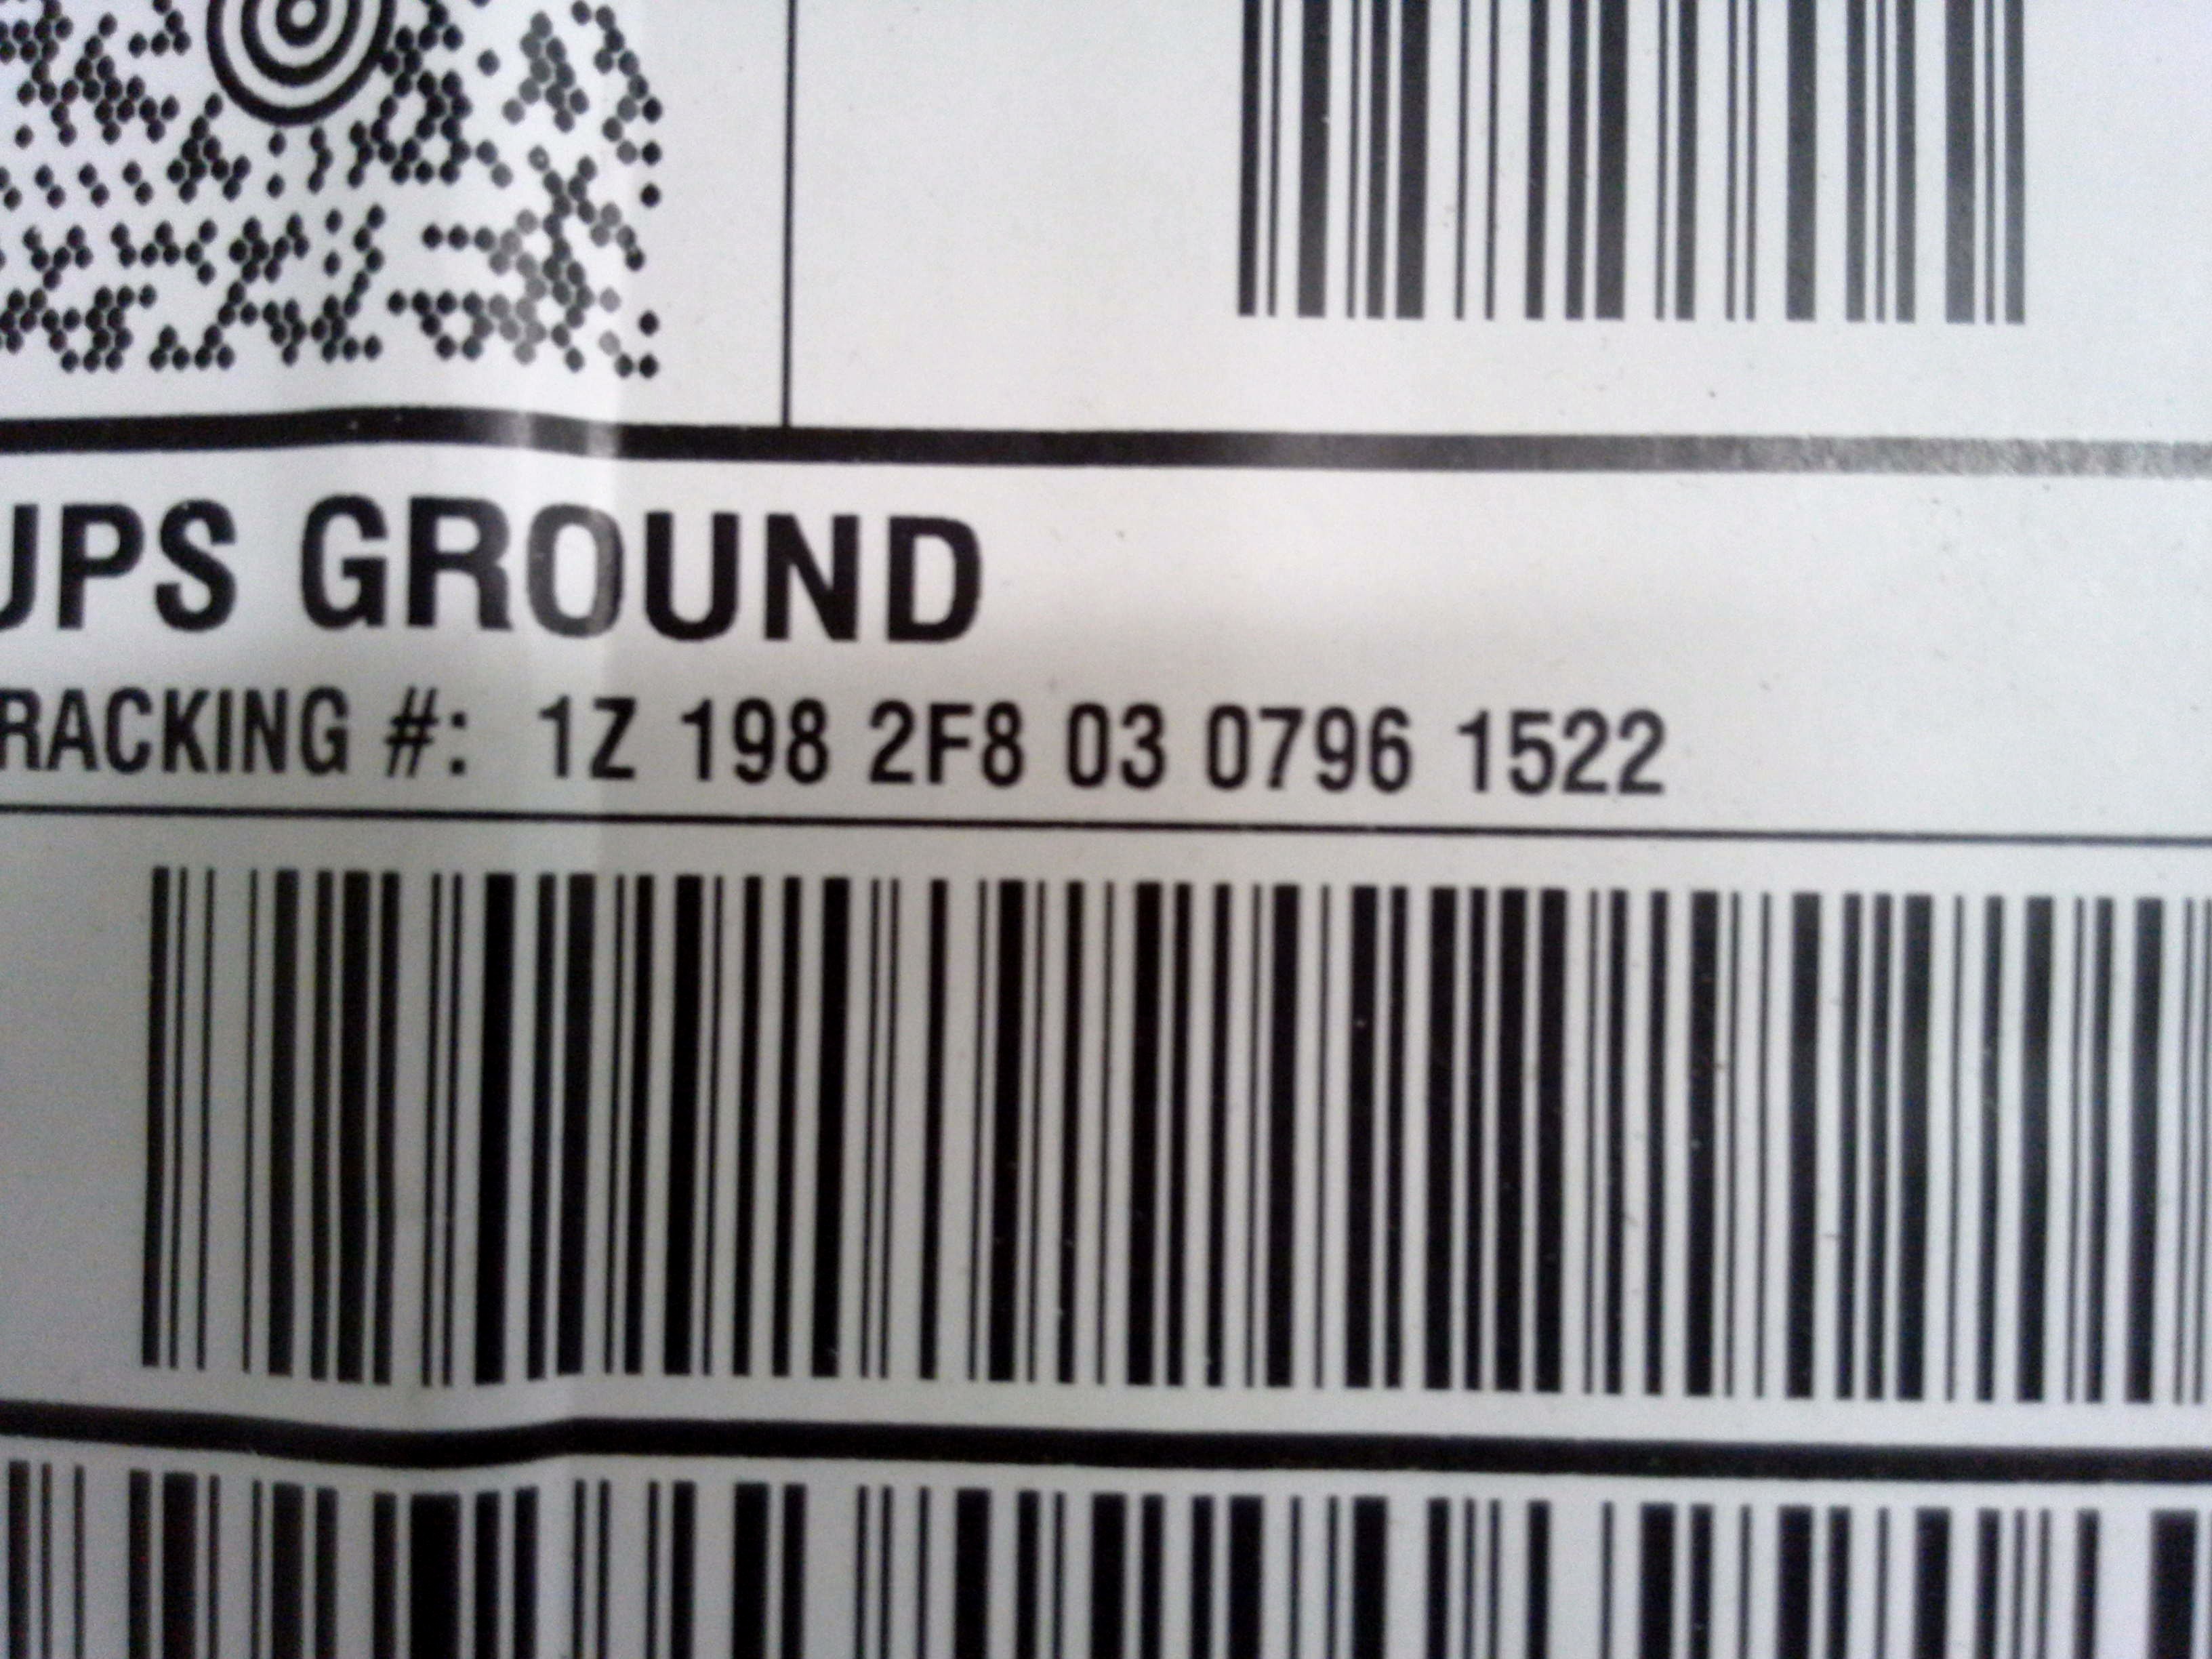 UPS GROUND
RACKING #: 1Z 198 2F8 03 0796 1522